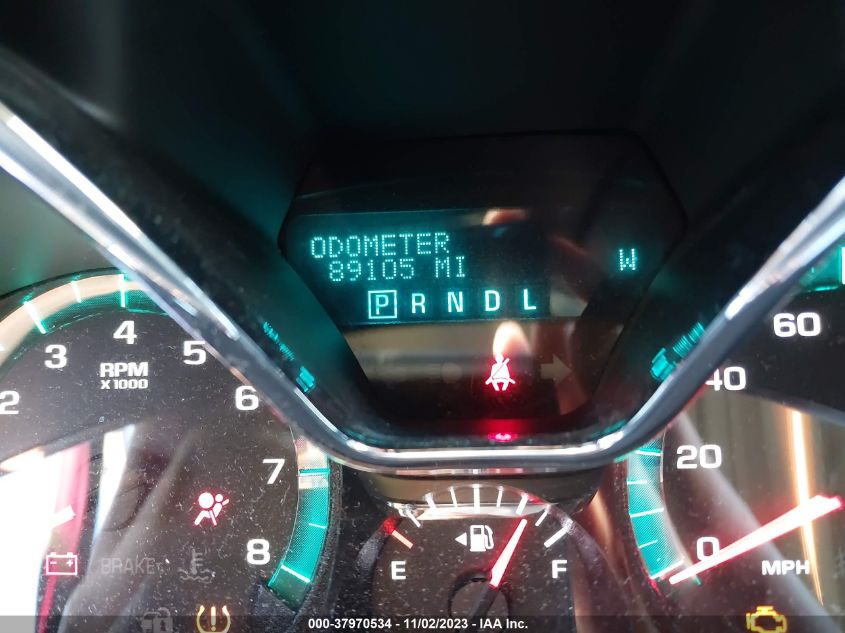 ODOMETER
89105 MI
W
P R N D L
2
3
4
5
6
7
8
RPM
X 1000
BRAKE
E
F
60
40
20
0
MPH
000-37970534 - 11/02/2023 - IAA Inc.